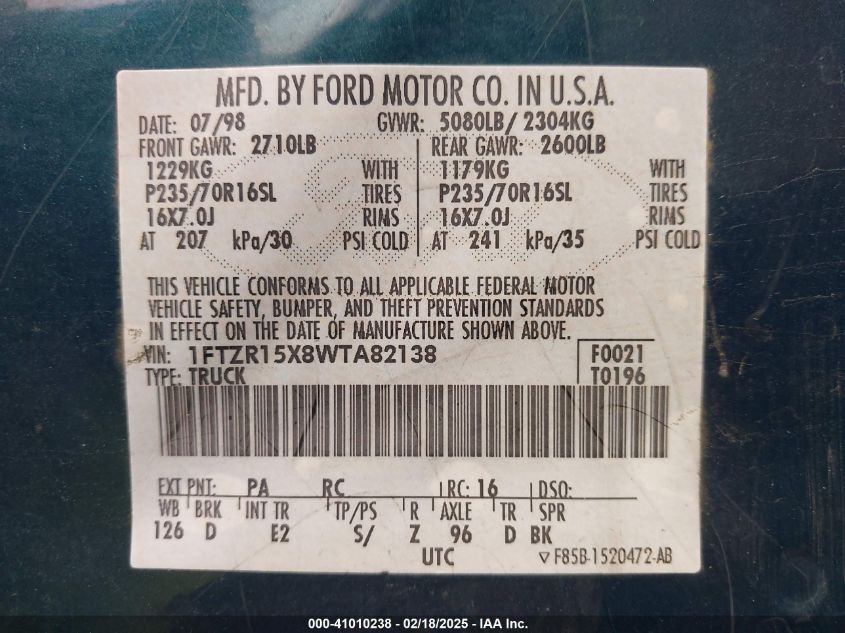 MFD. BY FORD MOTOR CO. IN U.S.A.
DATE: 07/98 GVWR: 5080LB/ 2304KG
FRONT GAWR: 2710LB REAR GAWR: 2600LB
1229KG WITH 1179KG WITH
P235/70R16SL TIRES P235/70R16SL TIRES
16X7.0J RIMS 16X7.0J RIMS
AT 207 kPa/30 PSI COLD AT 241 kPa/35 PSI COLD
THIS VEHICLE CONFORMS TO ALL APPLICABLE FEDERAL MOTOR
VEHICLE SAFETY, BUMPER, AND THEFT PREVENTION STANDARDS
IN EFFECT ON THE DATE OF MANUFACTURE SHOWN ABOVE.
VIN: 1FTZR15X8WTA82138 F0021
TYPE: TRUCK T0196
EXT PNT: PA RC RC: 16 DSO:
WB BRK INT TR TP/PS R AXLE TR SPR
126 D E2 S/ Z 96 D BK
UTC ▽ F85B-1520472-AB
000-41010238 - 02/18/2025 - IAA Inc.